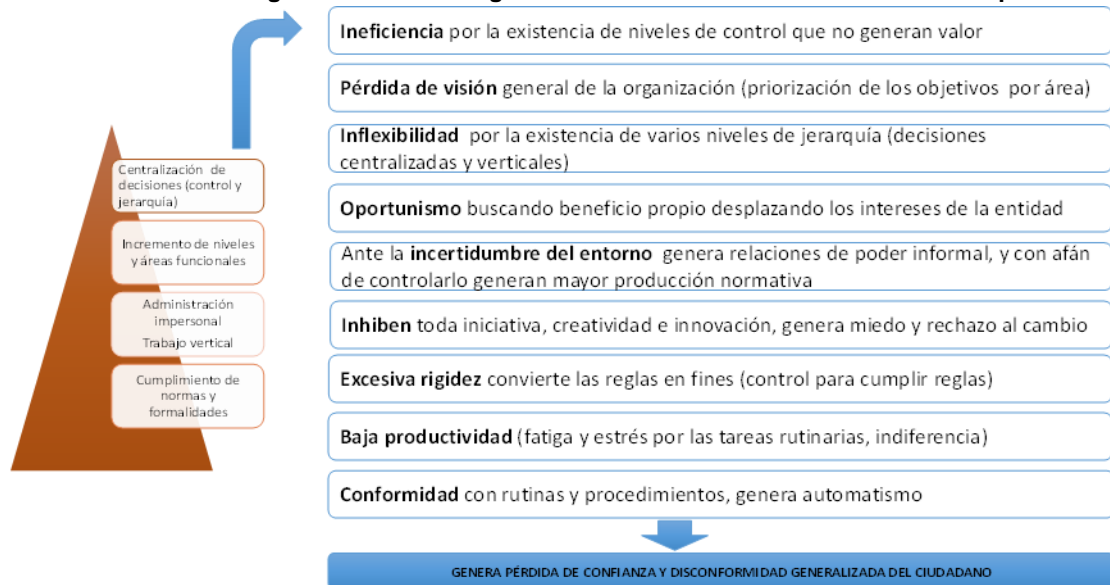 Ineficiencia por la existencia de niveles de control que no generan valor
Pérdida de visión general de la organización (priorización de los objetivos por área)
Inflexibilidad por la existencia de varios niveles de jerarquía (decisiones
centralizadas y verticales)
Oportunismo buscando beneficio propio desplazando los intereses de la entidad
Ante la incertidumbre del entorno genera relaciones de poder informal, y con afán
de controlarlo generan mayor producción normativa
Inhiben toda iniciativa, creatividad e innovación, genera miedo y rechazo al cambio
Excesiva rigidez convierte las reglas en fines (control para cumplir reglas)
Baja productividad (fatiga y estrés por las tareas rutinarias, indiferencia)
Conformidad con rutinas y procedimientos, genera automatismo
Centralización de
decisiones (control y
jerarquía)
Incremento de niveles
y áreas funcionales
Administración
impersonal
Trabajo vertical
Cumplimiento de
normas y
formalidades
GENERA PÉRDIDA DE CONFIANZA Y DISCONFORMIDAD GENERALIZADA DEL CIUDADANO